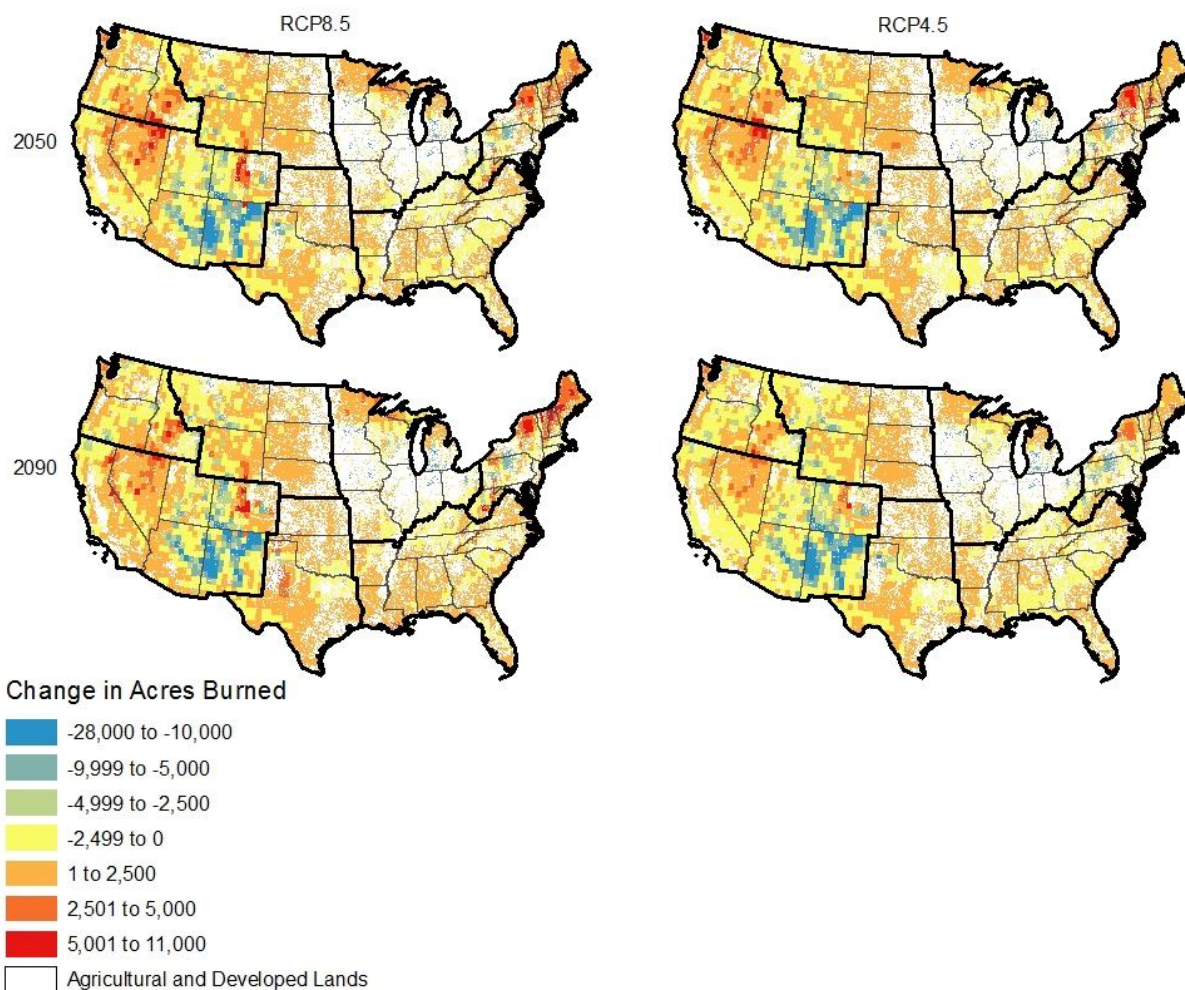 RCP8.5
RCP4.5
2050
2090
Change in Acres Burned
-28,000 to -10,000
-9,999 to -5,000
-4,999 to -2,500
-2,499 to 0
1 to 2,500
2,501 to 5,000
5,001 to 11,000
Agricultural and Developed Lands